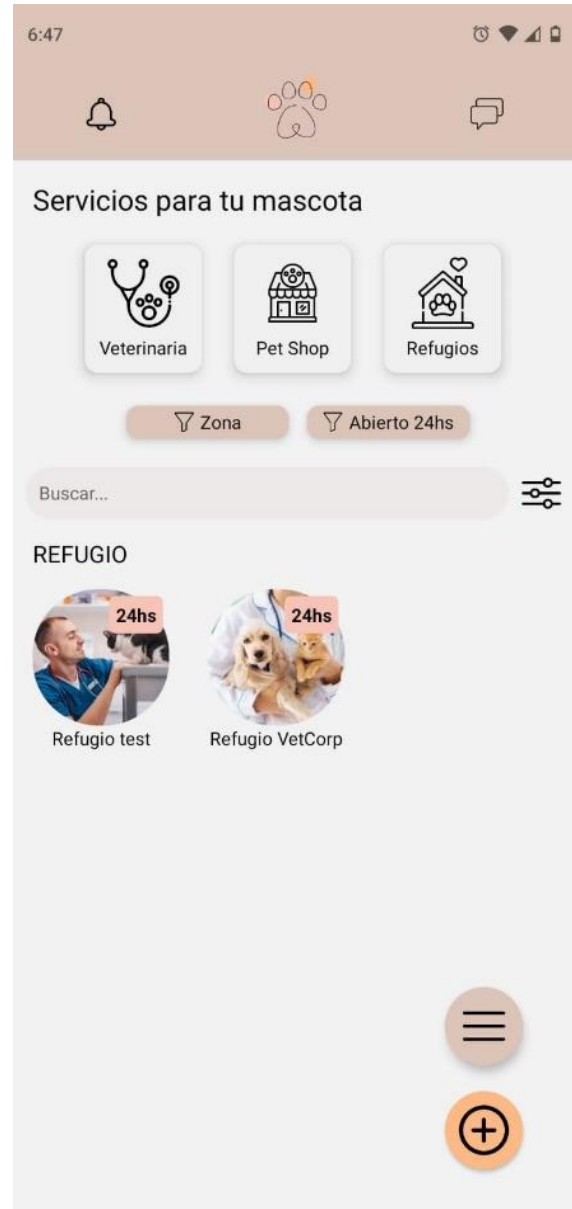 6:47
Servicios para tu mascota
Veterinaria Pet Shop Refugios
Zona Abierto 24hs
Buscar...
REFUGIO
24hs 24hs
Refugio test Refugio VetCorp